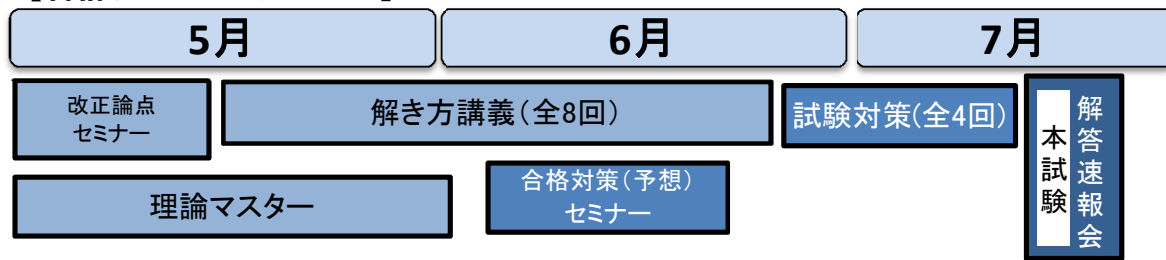 5月
6月
7月
改正論点
セミナー
解き方講義(全8回)
試験対策(全4回)
本試験
解答速報会
理論マスター
合格対策(予想)
セミナー